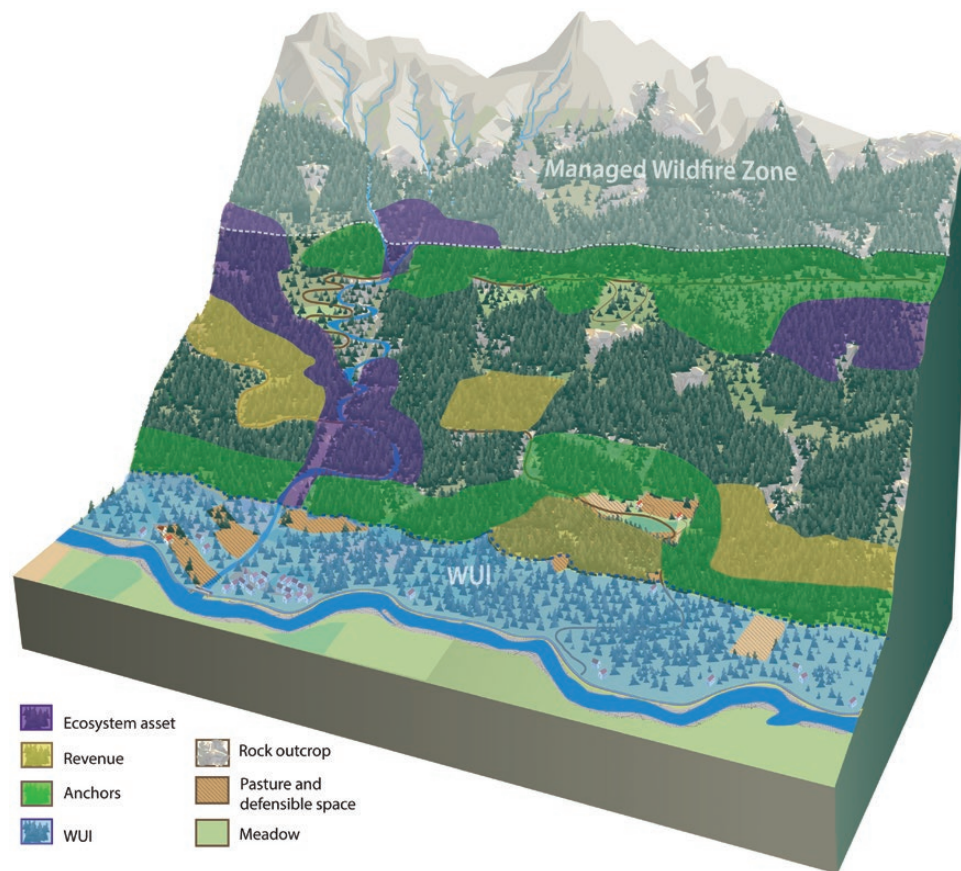 Managed Wildfire Zone
WUI
Ecosystem asset
Revenue
Anchors
WUI
Rock outcrop
Pasture and
defensible space
Meadow